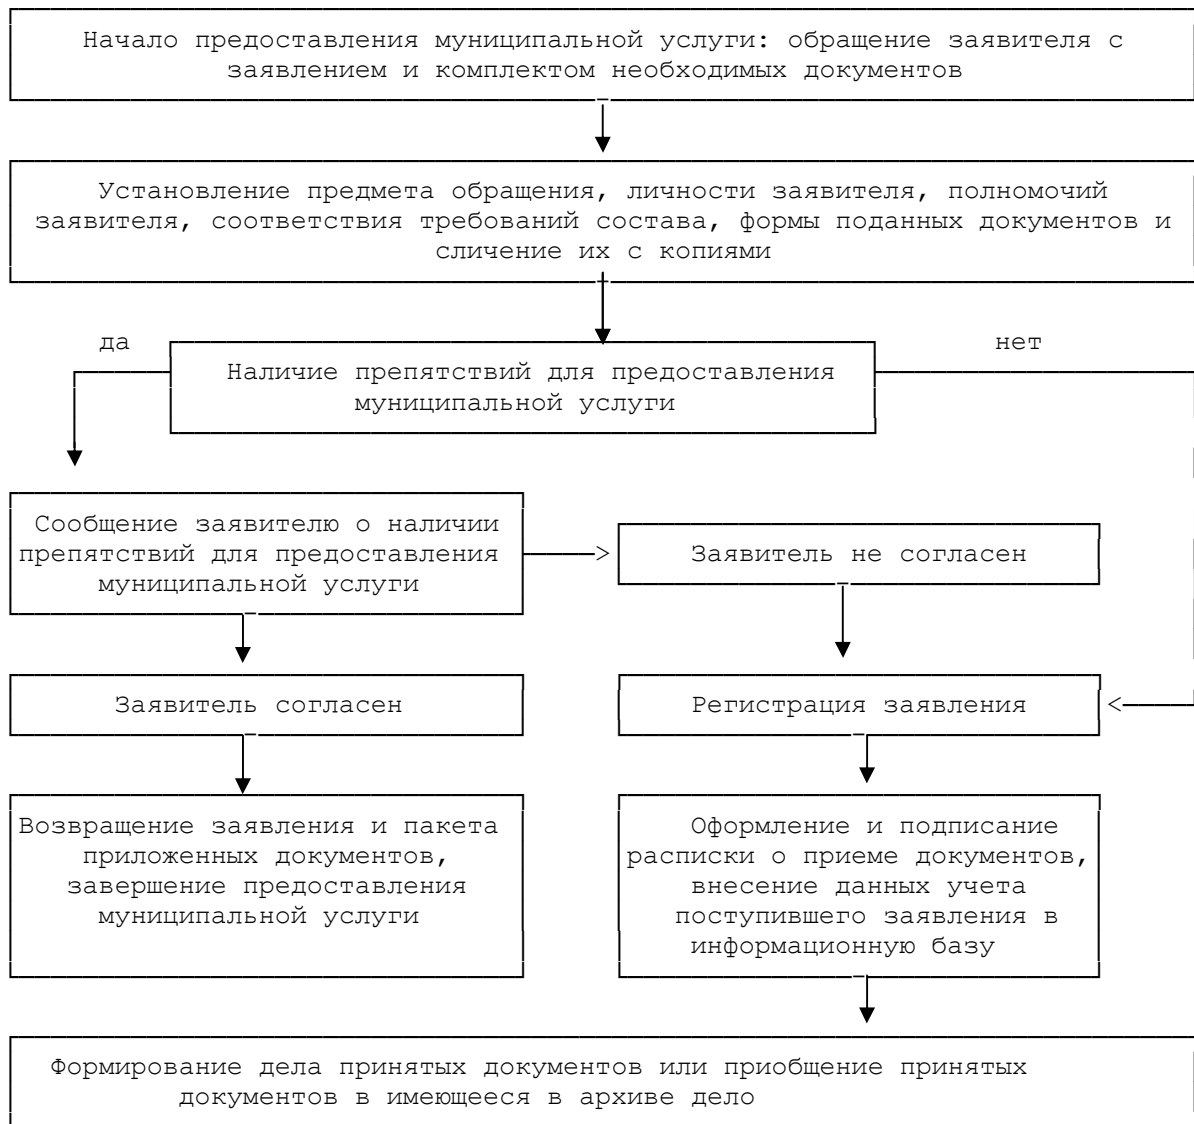 Начало предоставления муниципальной услуги: обращение заявителя с
заявлением и комплектом необходимых документов
Установление предмета обращения, личности заявителя, полномочий
заявителя, соответствия требований состава, формы поданных документов и
сличение их с копиями
да
нет
Наличие препятствий для предоставления
муниципальной услуги
Сообщение заявителю о наличии
препятствий для предоставления
муниципальной услуги
Заявитель не согласен
Заявитель согласен
Регистрация заявления
Возвращение заявления и пакета
приложенных документов,
завершение предоставления
муниципальной услуги
Оформление и подписание
расписки о приеме документов,
внесение данных учета
поступившего заявления в
информационную базу
Формирование дела принятых документов или приобщение принятых
документов в имеющееся в архиве дело